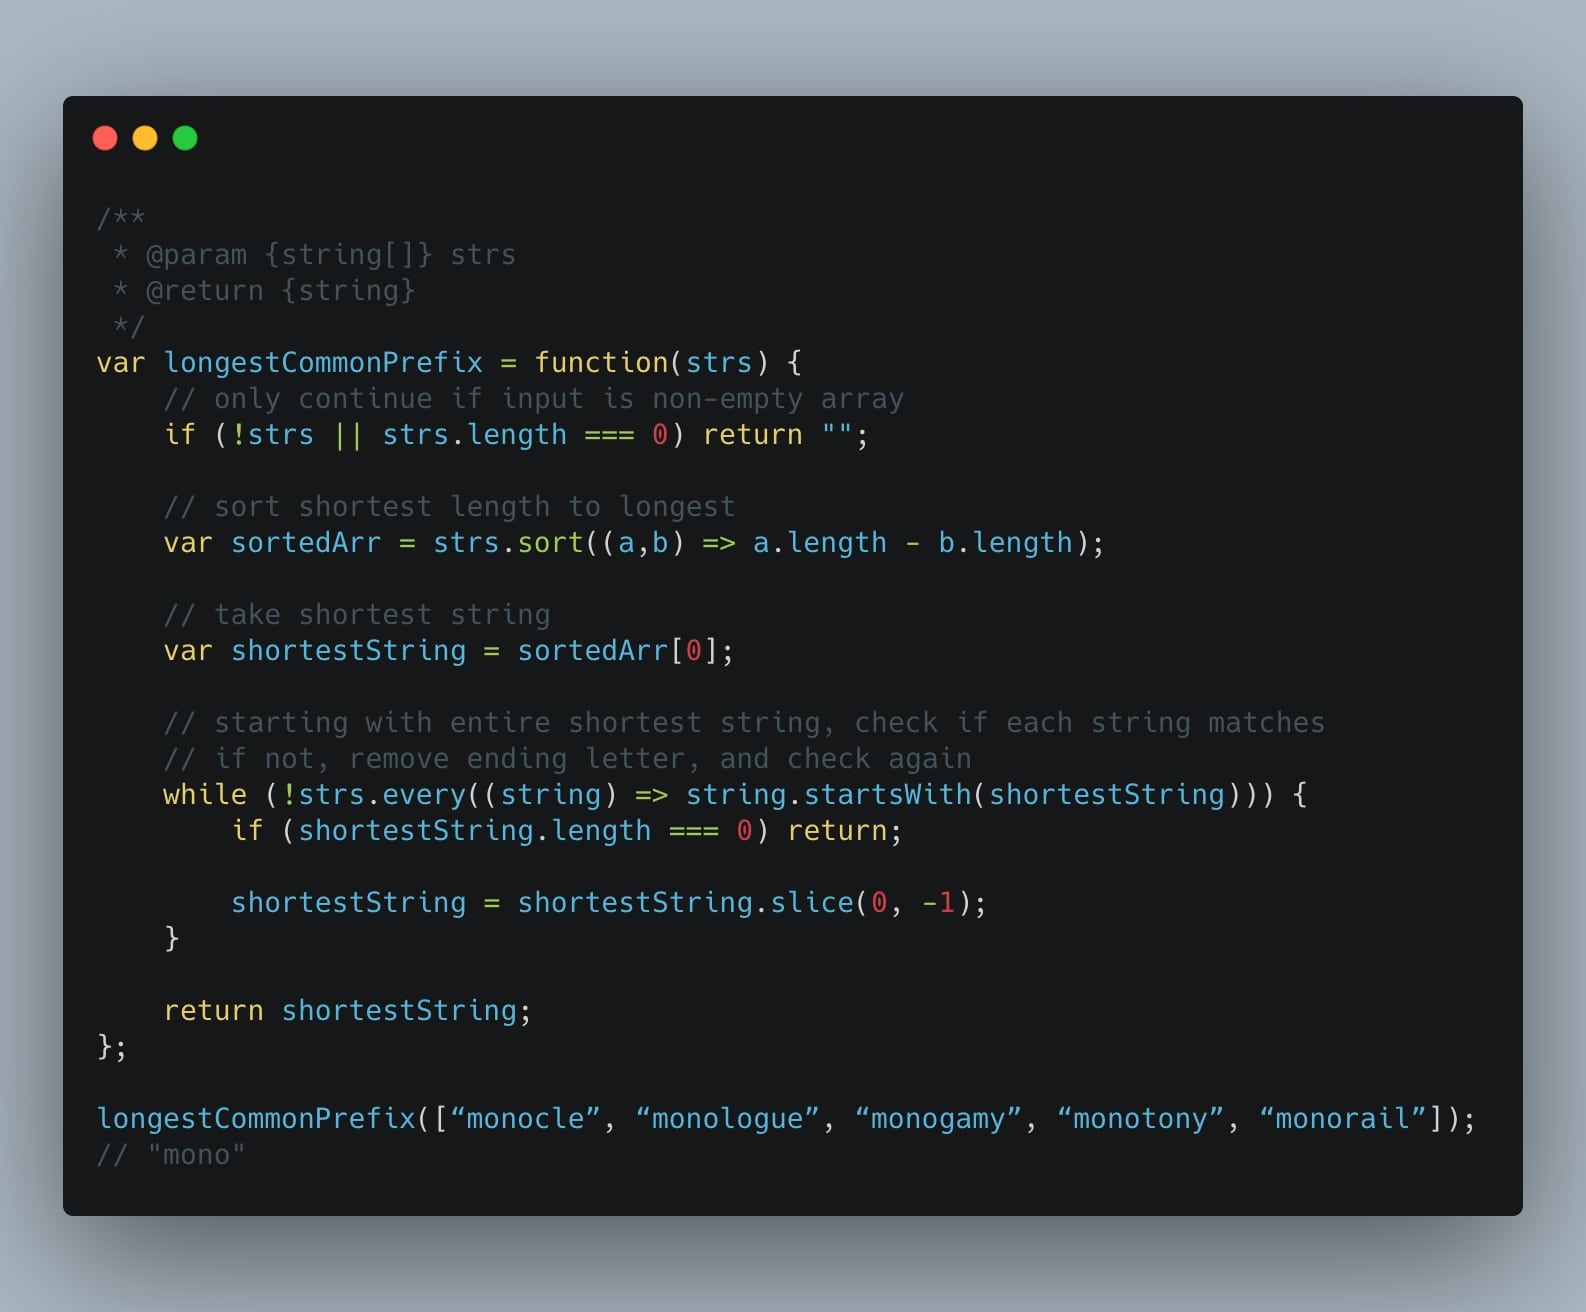 /**
 * @param {string[]} strs
 * @return {string}
 */
var longestCommonPrefix = function(strs) {
    // only continue if input is non-empty array
    if (!strs || strs.length === 0) return "";

    // sort shortest length to longest
    var sortedArr = strs.sort((a,b) => a.length - b.length);

    // take shortest string
    var shortestString = sortedArr[0];

    // starting with entire shortest string, check if each string matches
    // if not, remove ending letter, and check again
    while (!strs.every((string) => string.startsWith(shortestString))) {
        if (shortestString.length === 0) return;

        shortestString = shortestString.slice(0, -1);
    }

    return shortestString;
};

longestCommonPrefix([“monocle”, “monologue”, “monogamy”, “monotony”, “monorail”]);
// "mono"